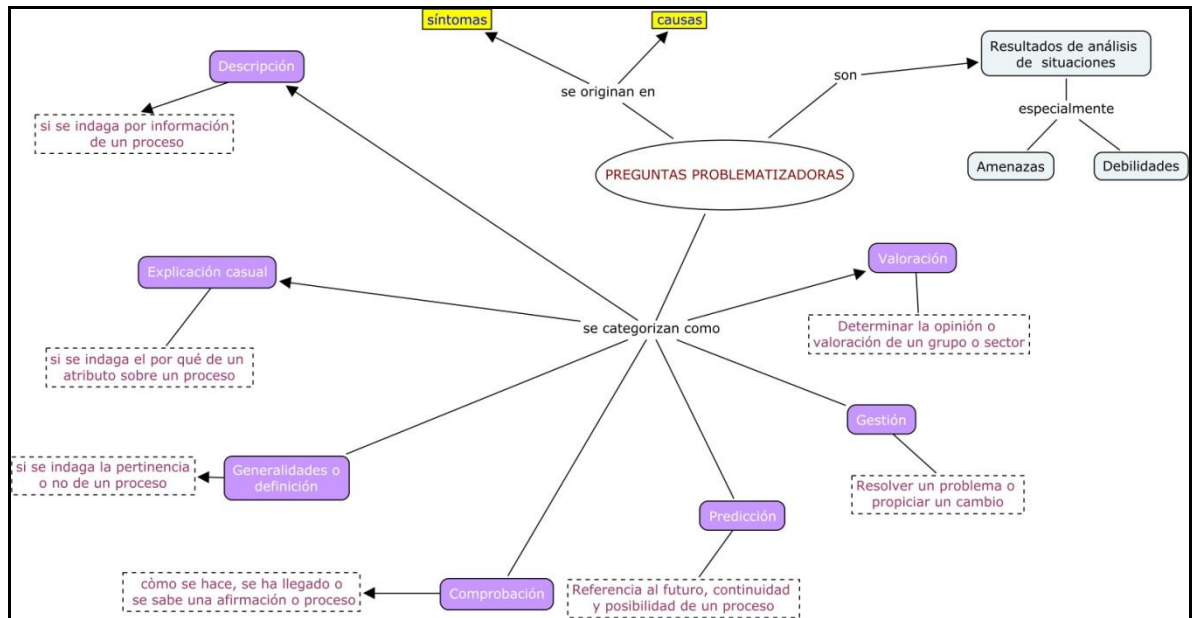 síntomas
causas
Resultados de análisis
de situaciones
Descripción
son
se originan en
especialmente
si se indaga por información
de un proceso
Amenazas
Debilidades
PREGUNTAS PROBLEMATIZADORAS
Valoración
Explicación casual
se categorizan como
Determinar la opinión o
valoración de un grupo o sector
si se indaga el por qué de un
atributo sobre un proceso
Gestión
si se indaga la pertinencia
o no de un proceso
Generalidades o
definición
Resolver un problema o
propiciar un cambio
Predicción
còmo se hace, se ha llegado o
se sabe una afirmación o proceso
Comprobación
Referencia al futuro, continuidad
y posibilidad de un proceso